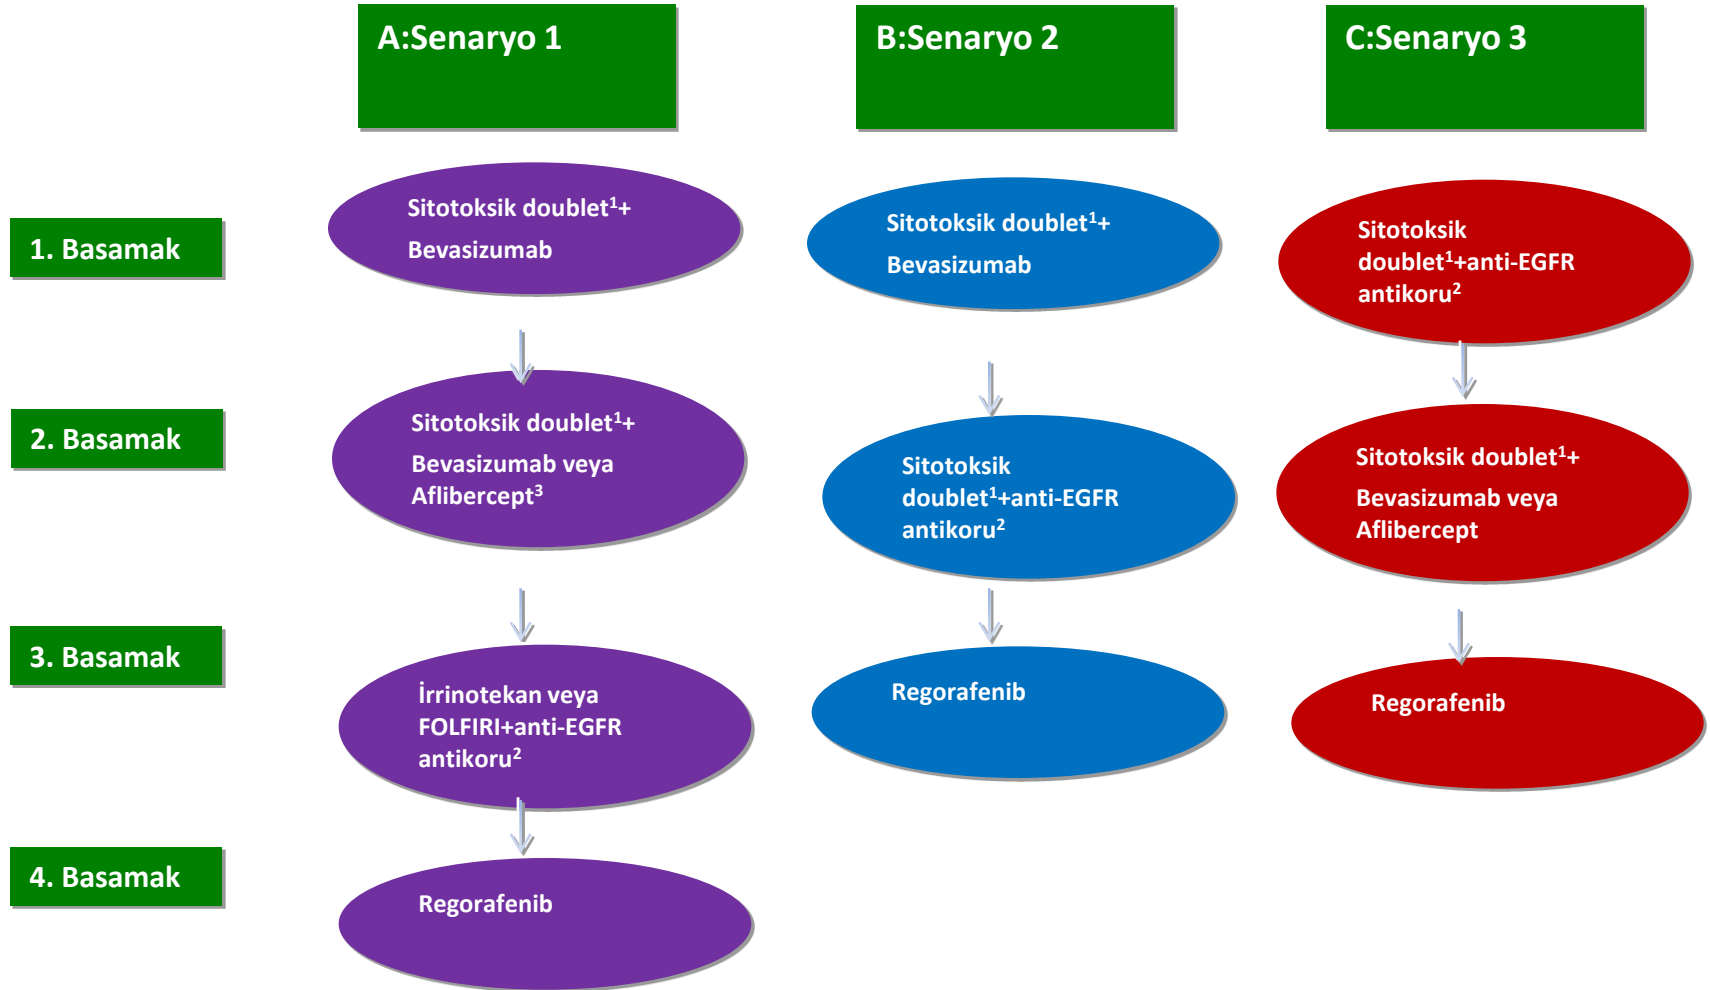 A:Senaryo 1
B:Senaryo 2
C:Senaryo 3
1. Basamak
Sitotoksik doublet¹+
Bevasizumab
Sitotoksik doublet¹+
Bevasizumab
Sitotoksik
doublet¹+anti-EGFR
antikoru²
2. Basamak
Sitotoksik doublet¹+
Bevasizumab veya
Aflibercept³
Sitotoksik
doublet¹+anti-EGFR
antikoru²
Sitotoksik doublet¹+
Bevasizumab veya
Aflibercept
3. Basamak
İrrinotekan veya
FOLFIRI+anti-EGFR
antikoru²
Regorafenib
Regorafenib
4. Basamak
Regorafenib